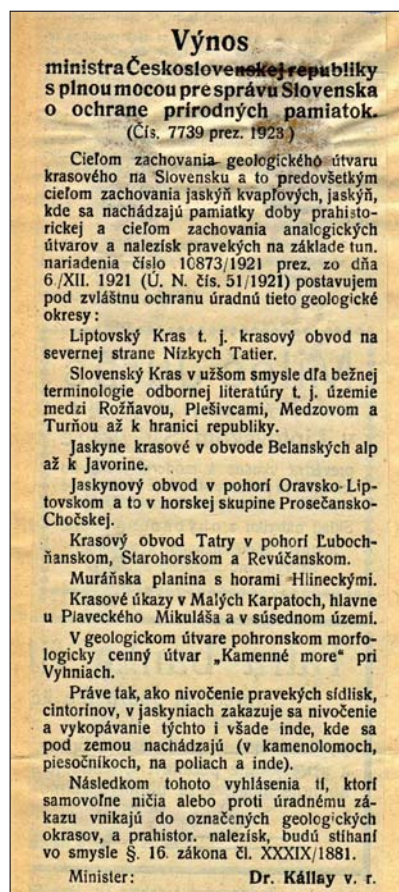 Výnos
ministra Československej republiky
s plnou mocou pre správu Slovenska
o ochrane prírodných pamiatok.
(Čís. 7739 prez. 1923)
Cieľom zachovania geologického útvaru
krasového na Slovensku a to predovšetkým
cieľom zachovania jaskýň kvapľových, jaskýň,
kde sa nachádzajú pamiatky doby prahisto-
rickej a cieľom zachovania analogických
útvarov a nalezísk pravekých na základe tun.
nariadenia číslo 10873/1921 prez. zo dňa
6./XII. 1921 (Ú. N. čís. 51/1921) postavujem
pod zvláštnu ochranu úradnú tieto geologické
okresy:
Liptovský Kras t. j. krasový obvod na
severnej strane Nízkych Tatier.
Slovenský Kras v užšom smysle dľa bežnej
terminologie odbornej literatúry t. j. územie
medzi Rožňavou, Plešivcami, Medzovom a
Turňou až k hranici republiky.
Jaskyne krasové v obvode Belanských alp
až k Javorine.
Jaskynový obvod v pohorí Oravsko-Lip-
tovskom a to v horskej skupine Prosečansko-
Chočskej.
Krasový obvod Tatry v pohorí Ľuboch-
ňanskom, Starohorskom a Revúčanskom.
Muráňska planina s horami Hlineckými.
Krasové úkazy v Malých Karpatoch, hlavne
u Plaveckého Mikuláša a v súsednom území.
V geologickom útvare pohronskom morfo-
logicky cenný útvar „Kamenné more" pri
Vyhniach.
Práve tak, ako nivočenie pravekých sídlisk,
cintorínov, v jaskyniach zakazuje sa nivočenie
a vykopávanie týchto i všade inde, kde sa
pod zemou nachádzajú (v kamenolomoch,
piesočníkoch, na poliach a inde).
Následkom tohoto vyhlásenia tí, ktorí
samovoľne ničia alebo proti úradnému zá-
kazu vnikajú do označených geologických
okrasov, a prahistor. nalezísk, budú stíhaní
vo smysle §. 16. zákona čl. XXXIX/1881.
Minister: Dr. Kállay v. r.